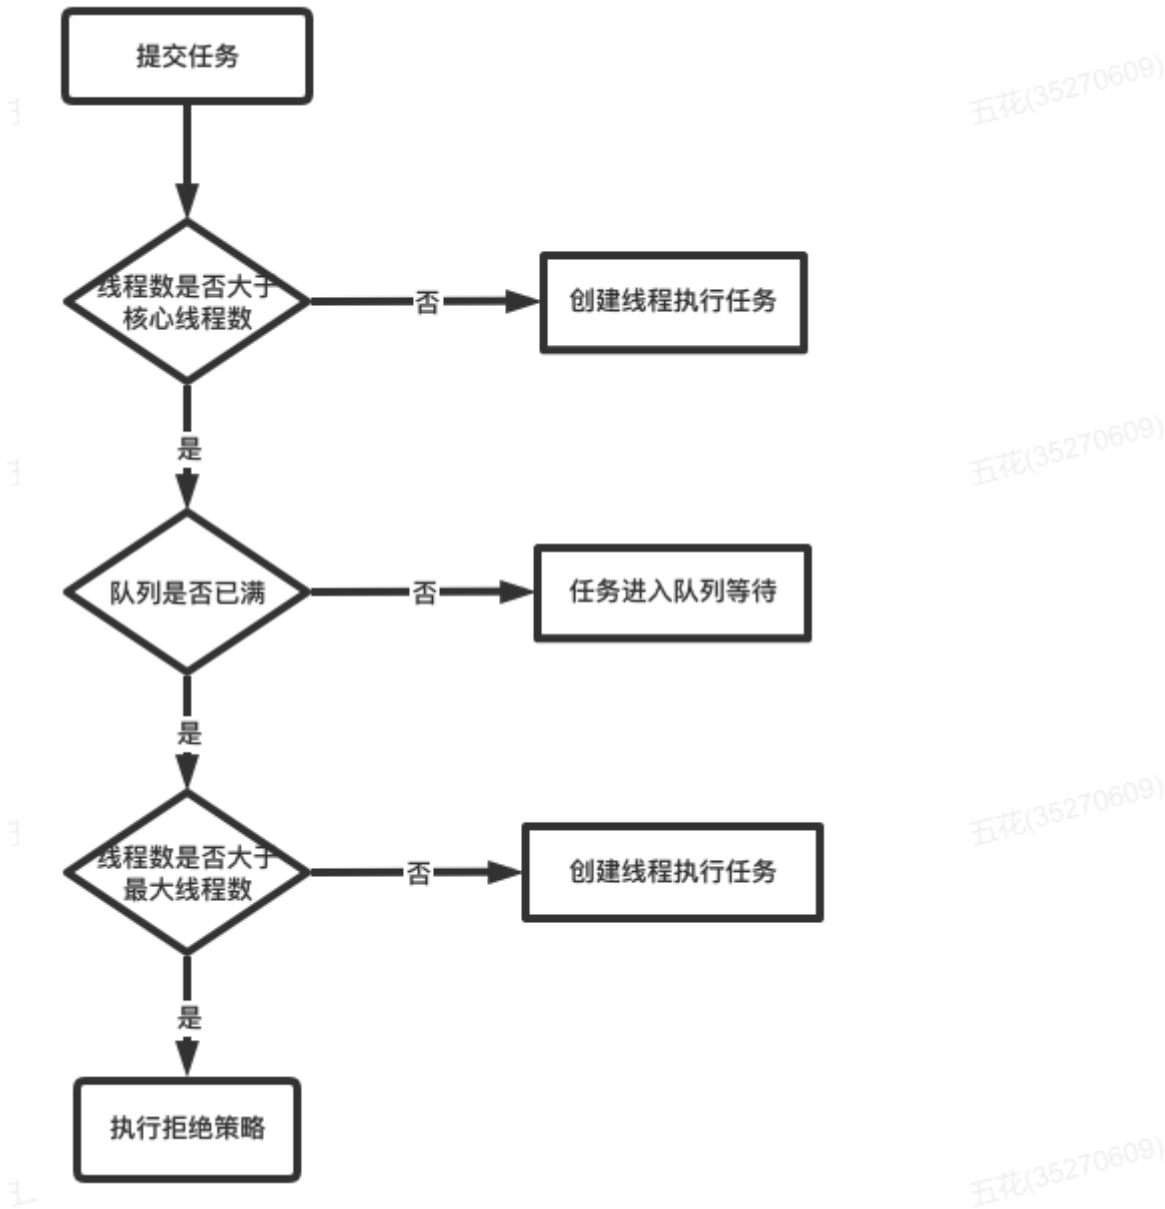 提交任务
五花(35270609)
线程数是否大于
核心线程数
否
创建线程执行任务
是
五花(35270609)
队列是否已满
否
任务进入队列等待
是
五花(35270609)
线程数是否大于
最大线程数
否
创建线程执行任务
是
执行拒绝策略
五花(35270609)